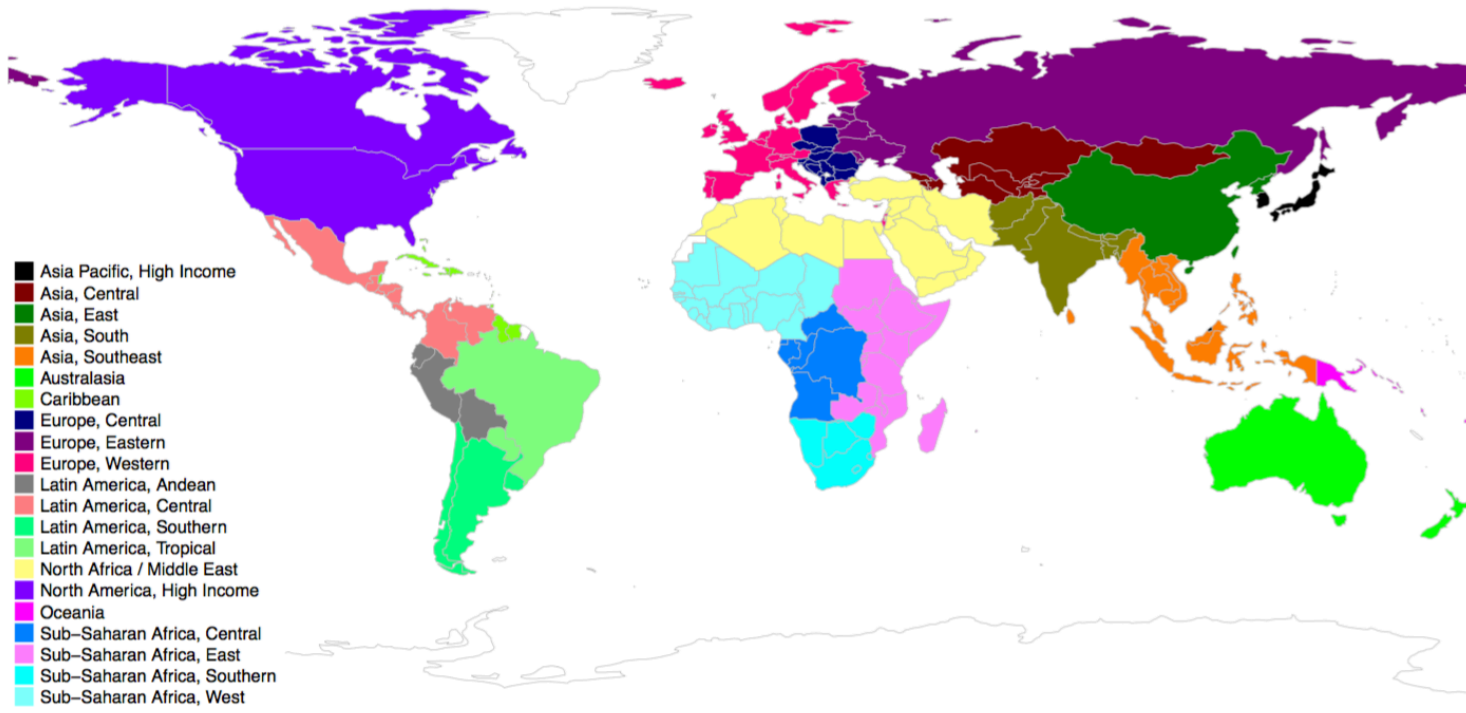 Asia Pacific, High Income
Asia, Central
Asia, East
Asia, South
Asia, Southeast
Australasia
Caribbean
Europe, Central
Europe, Eastern
Europe, Western
Latin America, Andean
Latin America, Central
Latin America, Southern
Latin America, Tropical
North Africa / Middle East
North America, High Income
Oceania
Sub−Saharan Africa, Central
Sub−Saharan Africa, East
Sub−Saharan Africa, Southern
Sub−Saharan Africa, West